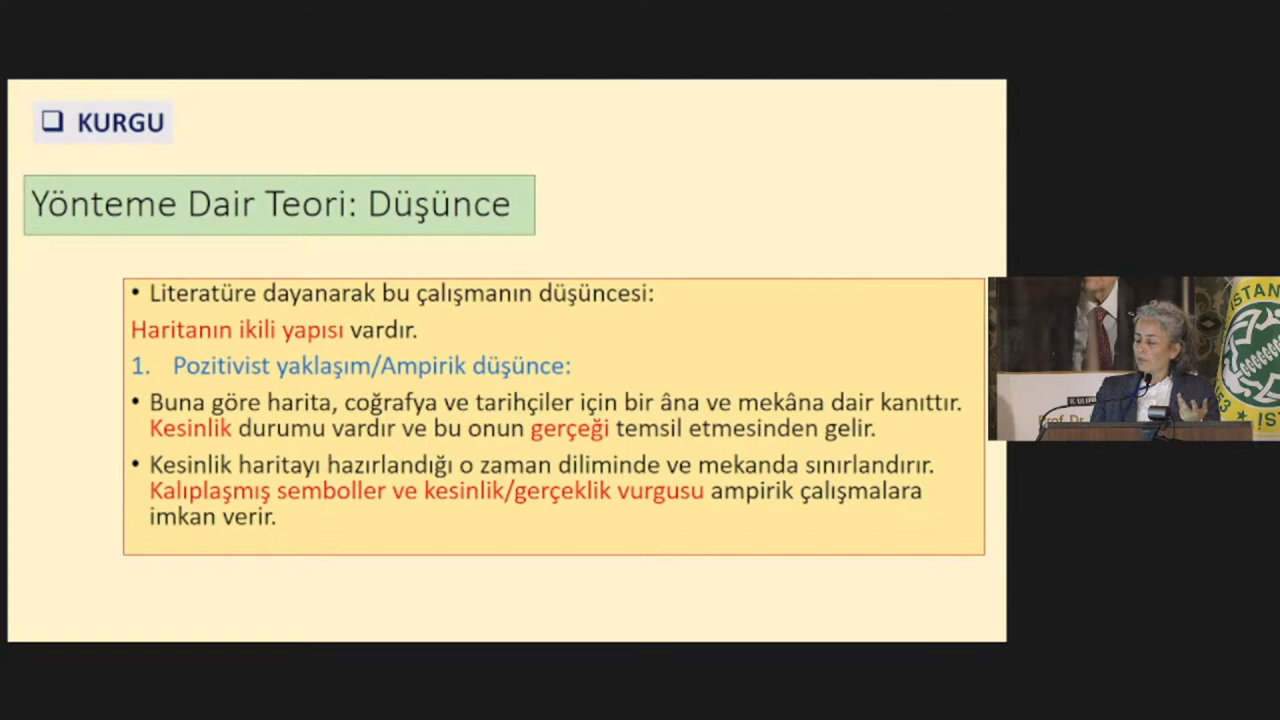 ❑ KURGU
Yönteme Dair Teori: Düşünce
• Literatüre dayanarak bu çalışmanın düşüncesi:
Haritanın ikili yapısı vardır.
1. Pozitivist yaklaşım/Ampirik düşünce:
• Buna göre harita, coğrafya ve tarihçiler için bir âna ve mekâna dair kanıttır.
Kesinlik durumu vardır ve bu onun gerçeği temsil etmesinden gelir.
• Kesinlik haritayı hazırlandığı o zaman diliminde ve mekanda sınırlandırır.
Kalıplaşmış semboller ve kesinlik/gerçeklik vurgusu ampirik çalışmalara
imkan verir.
İSTAN
Prof. Dr.